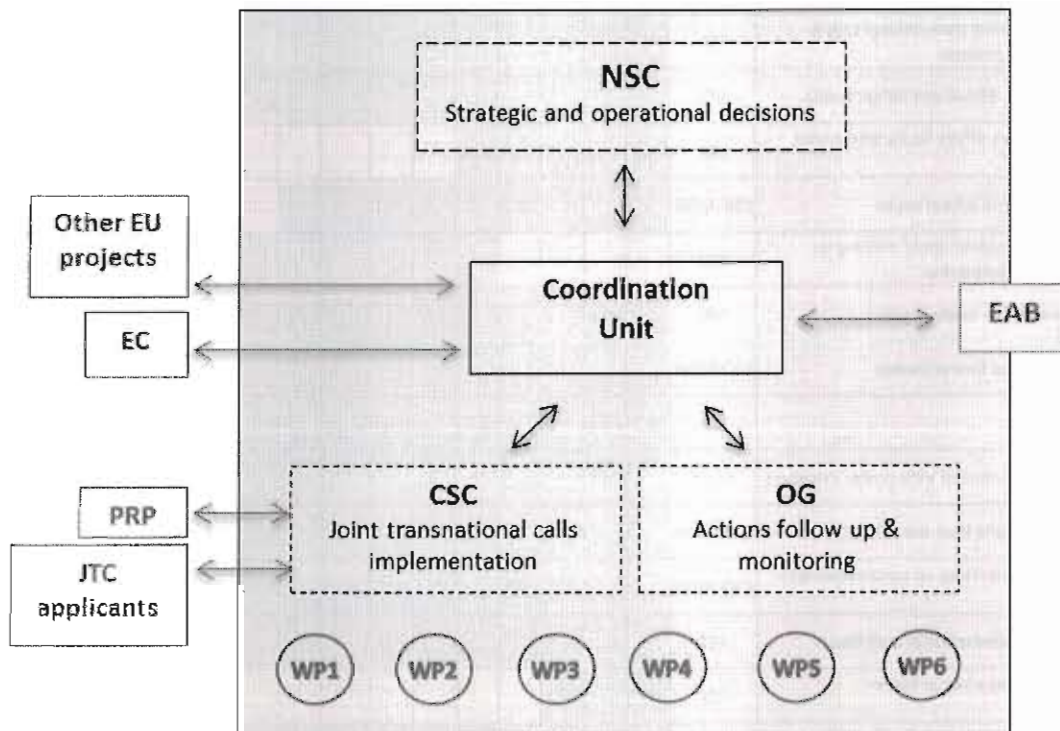 NSC
Strategic and operational decisions
Other EU
projects
EC
Coordination
Unit
EAB
PRP
JTC
applicants
CSC
Joint transnational calls
implementation
OG
Actions follow up &
monitoring
WP1
WP2
WP3
WP4
WP5
WP6